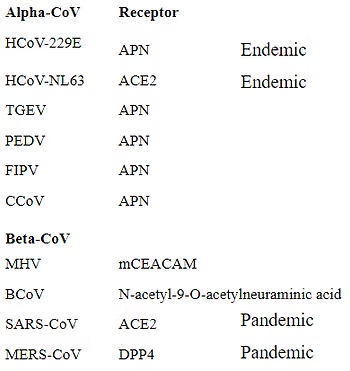 Alpha-CoV Receptor
HCoV-229E APN Endemic
HCoV-NL63 ACE2 Endemic
TGEV APN
PEDV APN
FIPV APN
CCoV APN
Beta-CoV
MHV mCEACAM
BCoV N-acetyl-9-O-acetylneuraminic acid
SARS-CoV ACE2 Pandemic
MERS-CoV DPP4 Pandemic